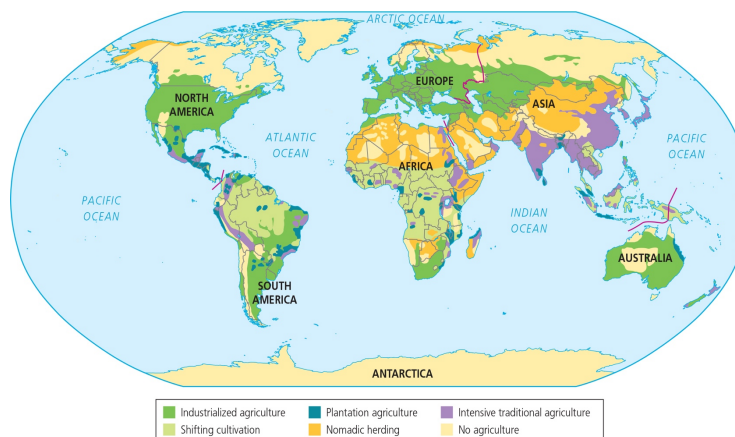 ARCTIC OCEAN
EUROPE
NORTH
AMERICA
ASIA
ATLANTIC
OCEAN
PACIFIC
OCEAN
AFRICA
PACIFIC
OCEAN
INDIAN
OCEAN
AUSTRALIA
SOUTH
AMERICA
ANTARCTICA
Industrialized agriculture
Plantation agriculture
Intensive traditional agriculture
Shifting cultivation
Nomadic herding
No agriculture